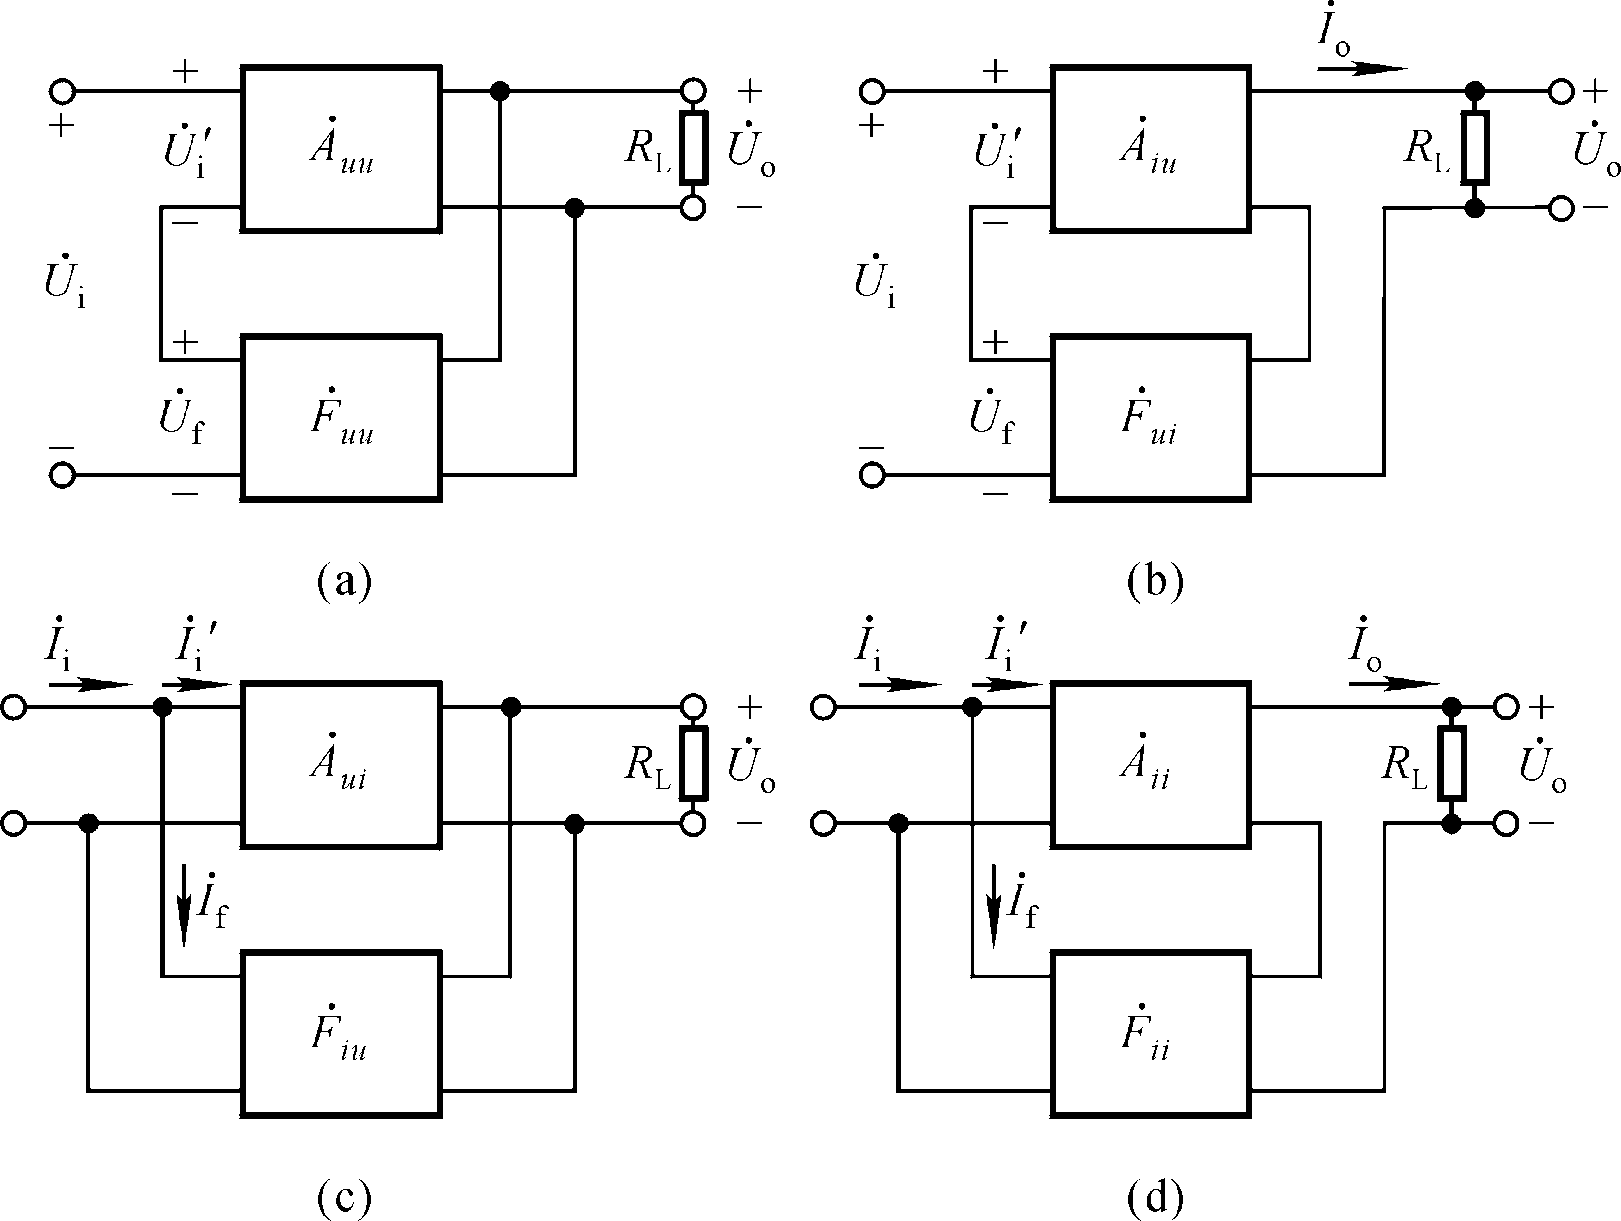 İo
+ + + +
U̇i′ Ȧuu RL U̇o U̇i′ Ȧiu RL U̇o
− − − −
U̇i U̇i
+ +
U̇f Ḟuu U̇f Ḟui
− − − −
(a) (b)
İi İi′ İi İi′ İo
+ +
Ȧui RL U̇o Ȧii RL U̇o
− −
İf İf
Ḟiu Ḟii
(c) (d)